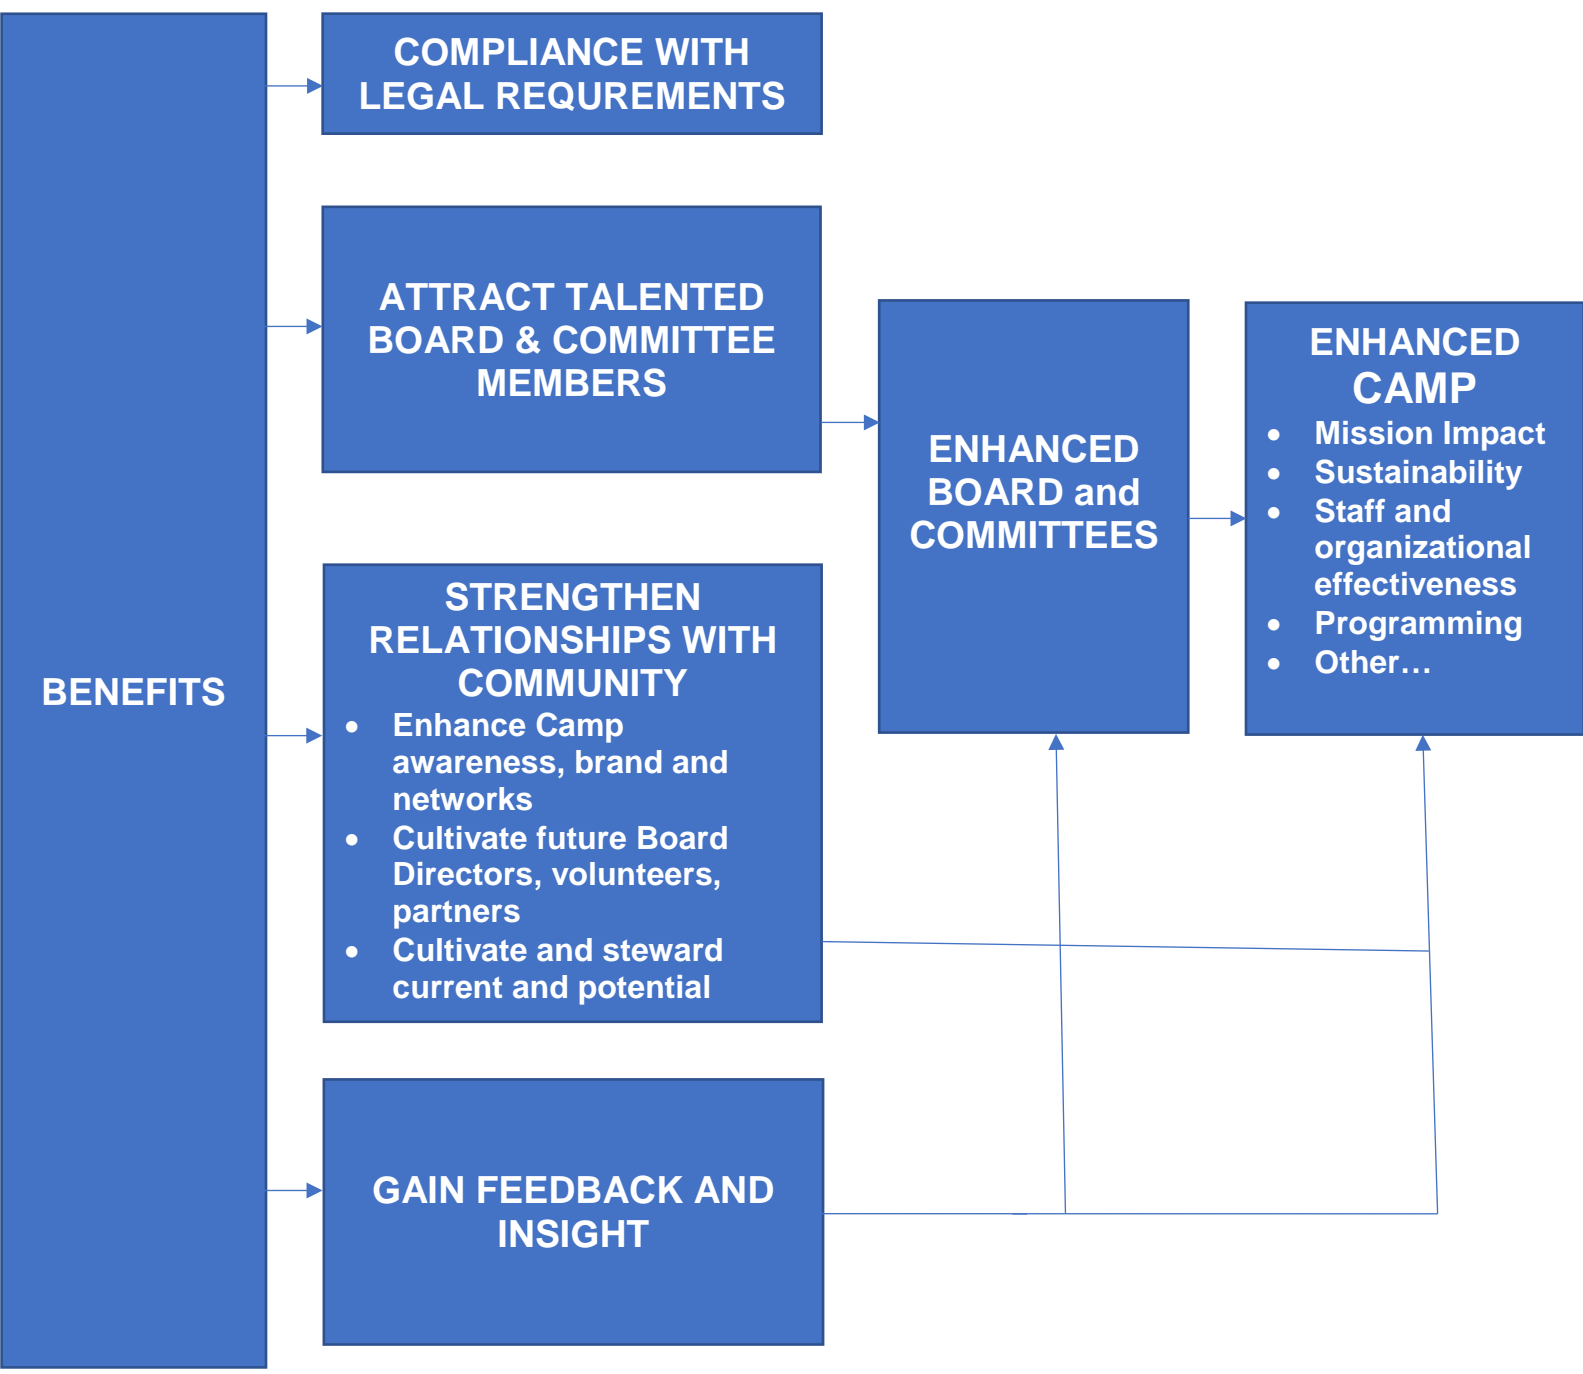 BENEFITS
COMPLIANCE WITH
LEGAL REQUREMENTS
ATTRACT TALENTED
BOARD & COMMITTEE
MEMBERS
STRENGTHEN
RELATIONSHIPS WITH
COMMUNITY
• Enhance Camp
awareness, brand and
networks
• Cultivate future Board
Directors, volunteers,
partners
• Cultivate and steward
current and potential
GAIN FEEDBACK AND
INSIGHT
ENHANCED
BOARD and
COMMITTEES
ENHANCED
CAMP
• Mission Impact
• Sustainability
• Staff and
organizational
effectiveness
• Programming
• Other…